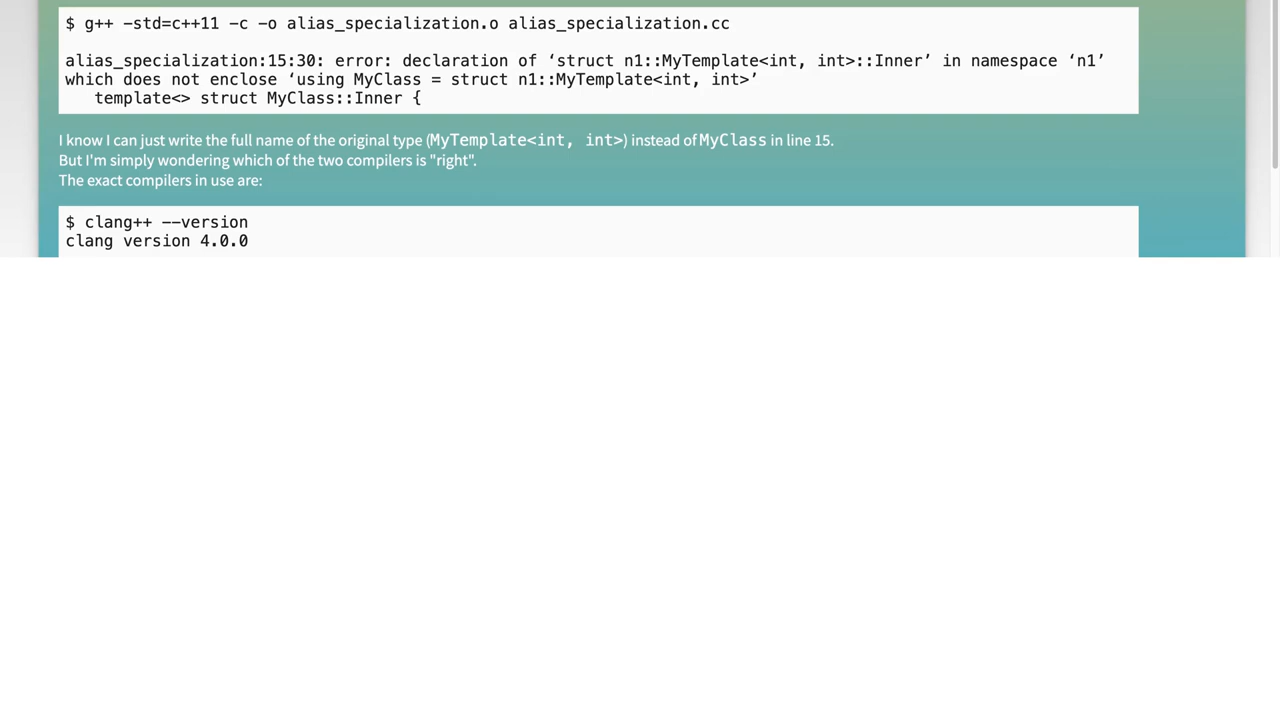 $ g++ -std=c++11 -c -o alias_specialization.o alias_specialization.cc
alias_specialization:15:30: error: declaration of ‘struct n1::MyTemplate<int, int>::Inner’ in namespace ‘n1’
which does not enclose ‘using MyClass = struct n1::MyTemplate<int, int>’
template<> struct MyClass::Inner {
I know I can just write the full name of the original type (MyTemplate<int, int>) instead of MyClass in line 15.
But I'm simply wondering which of the two compilers is "right".
The exact compilers in use are:
$ clang++ --version
clang version 4.0.0